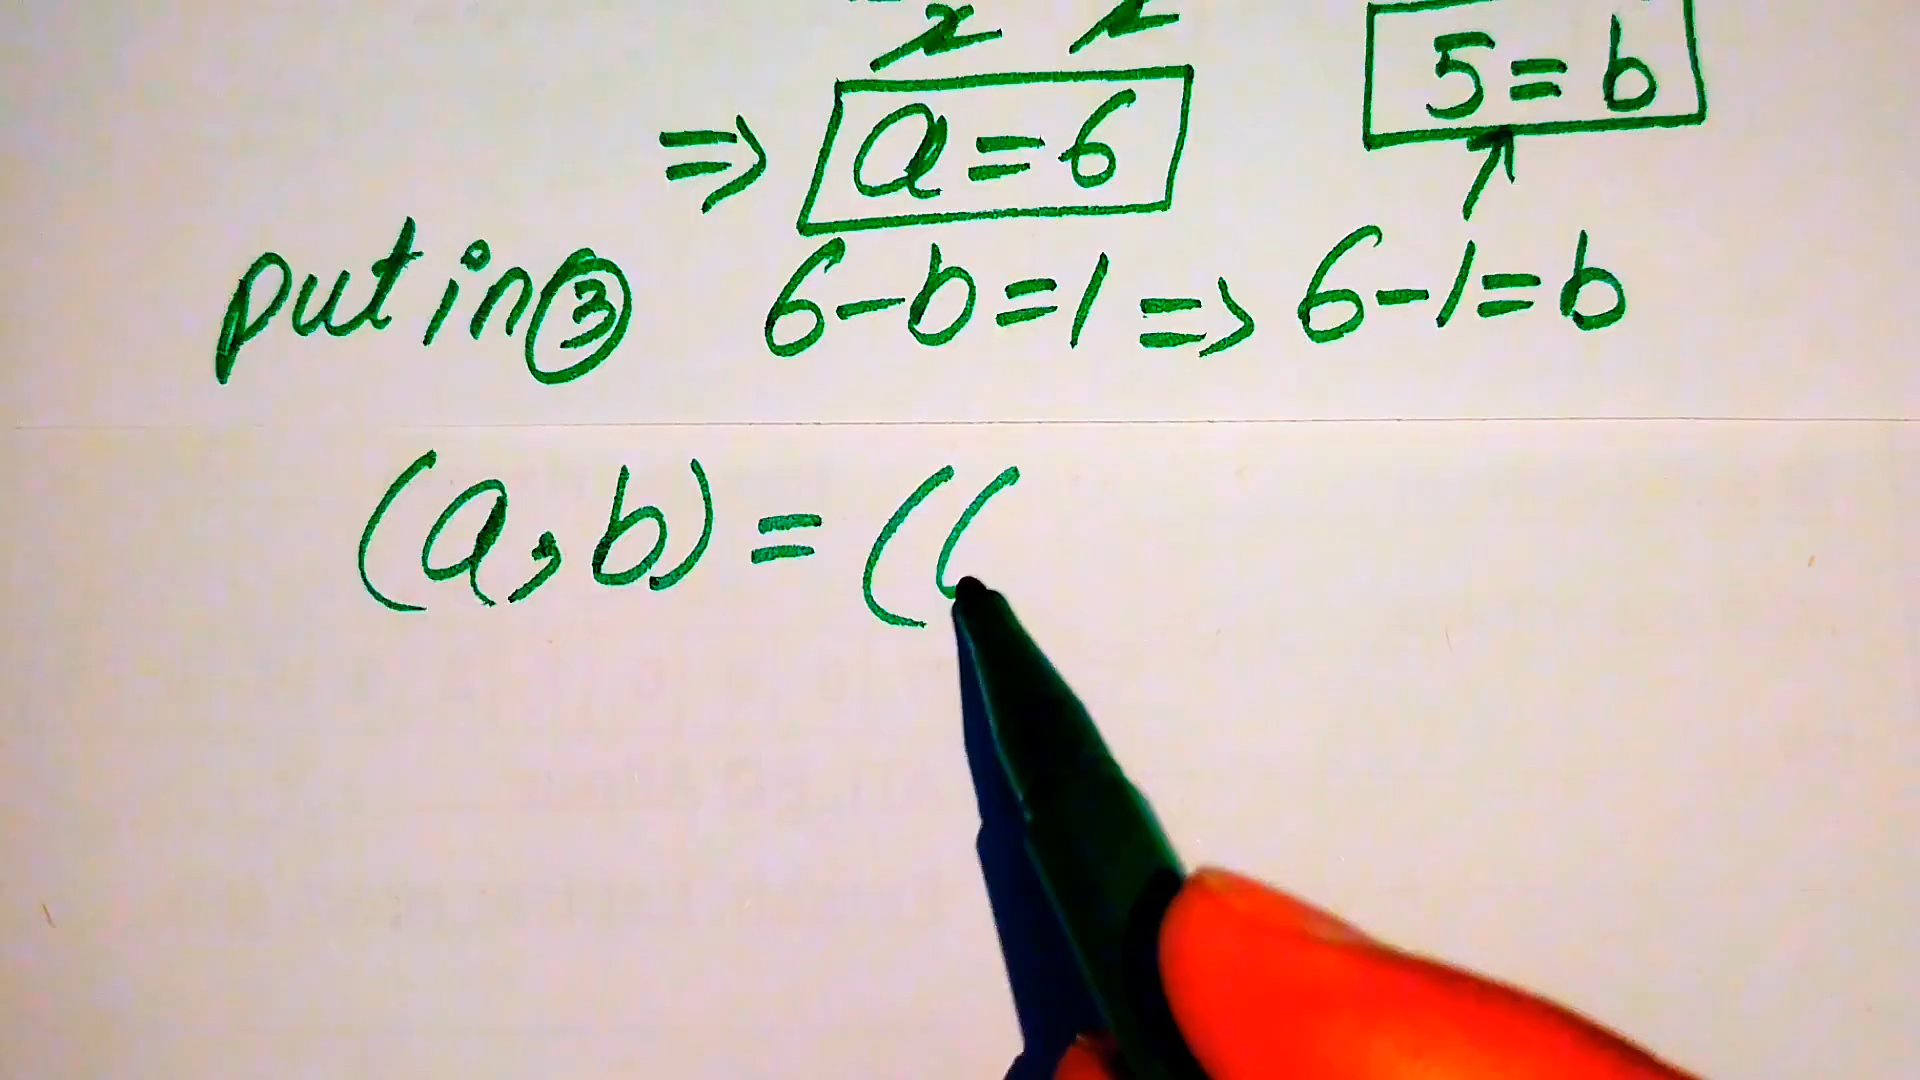 5=b
⇒ a=6
put in ③ 6-b=1 ⇒ 6-1=b
(a,b) = (